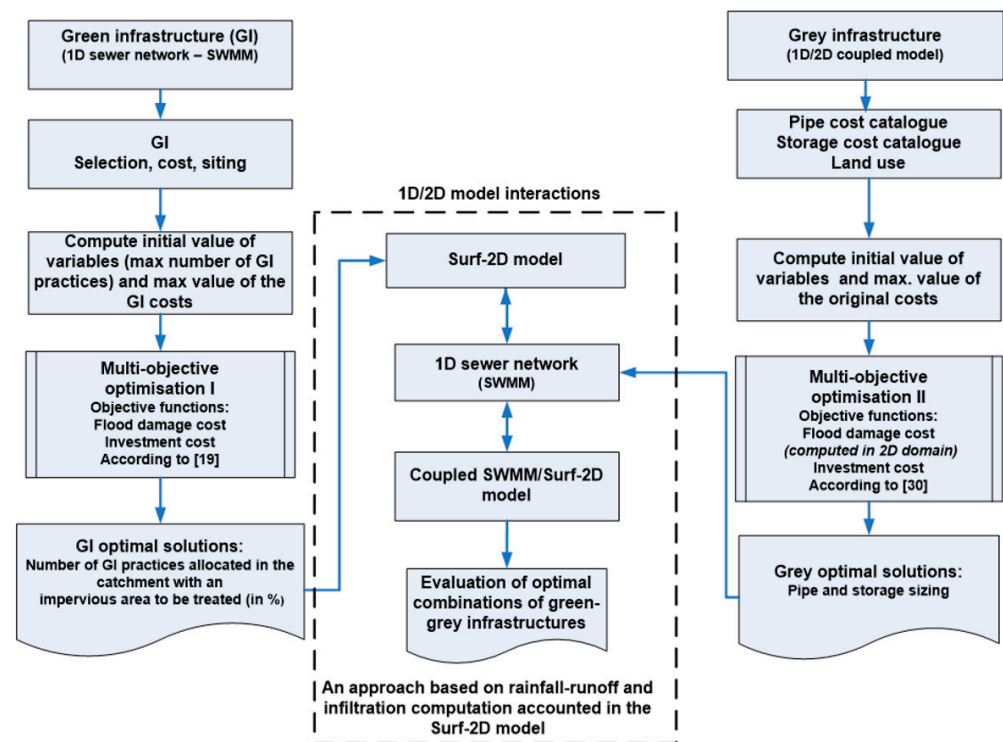 Green infrastructure (GI)
(1D sewer network – SWMM)
GI
Selection, cost, siting
Compute initial value of
variables (max number of GI
practices) and max value of the
GI costs
Multi-objective
optimisation I
Objective functions:
Flood damage cost
Investment cost
According to [19]
GI optimal solutions:
Number of GI practices allocated in the
catchment with an
impervious area to be treated (in %)
1D/2D model interactions
Surf-2D model
1D sewer network
(SWMM)
Coupled SWMM/Surf-2D
model
Evaluation of optimal
combinations of green-
grey infrastructures
An approach based on rainfall-runoff and
infiltration computation accounted in the
Surf-2D model
Grey infrastructure
(1D/2D coupled model)
Pipe cost catalogue
Storage cost catalogue
Land use
Compute initial value of
variables and max. value of
the original costs
Multi-objective
optimisation II
Objective functions:
Flood damage cost
(computed in 2D domain)
Investment cost
According to [30]
Grey optimal solutions:
Pipe and storage sizing